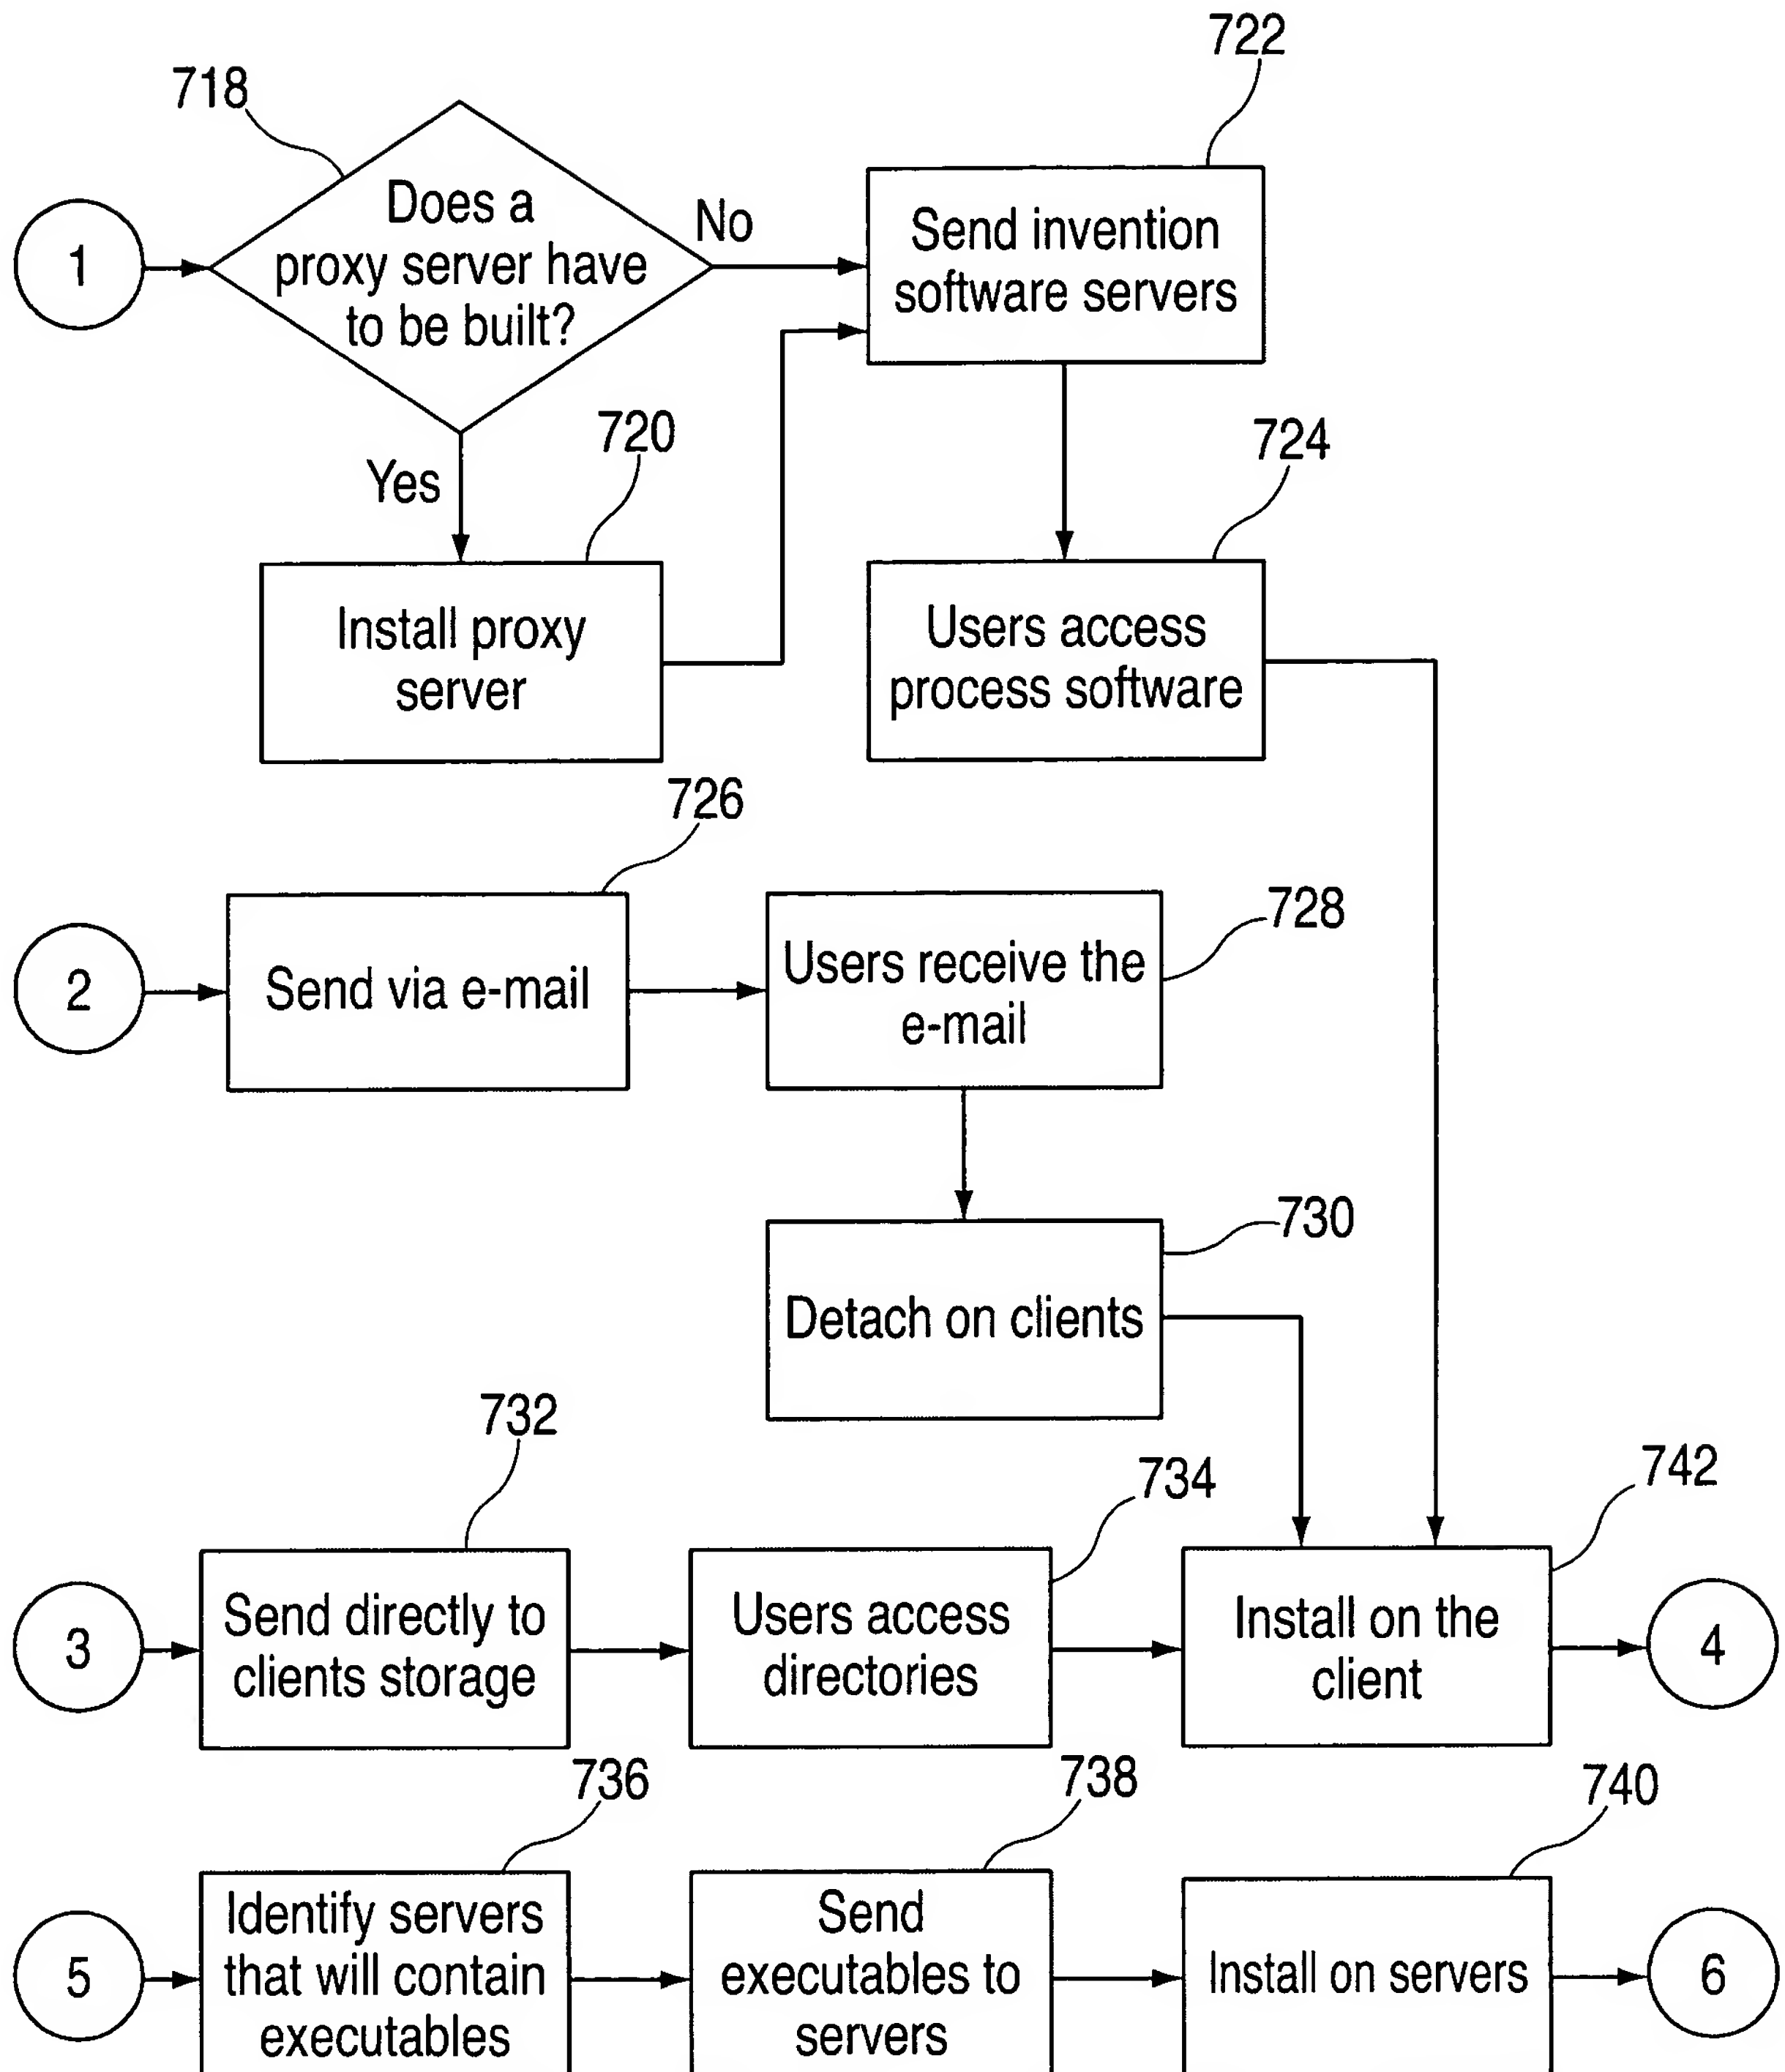 722
718
Does a
proxy server have
to be built?
No
1
Send invention
software servers
720
724
Yes
Install proxy
server
Users access
process software
726
728
2
Send via e-mail
Users receive the
e-mail
730
Detach on clients
732
734
742
3
Send directly to
clients storage
Users access
directories
Install on the
client
4
736
738
740
5
Identify servers
that will contain
executables
Send
executables to
servers
Install on servers
6